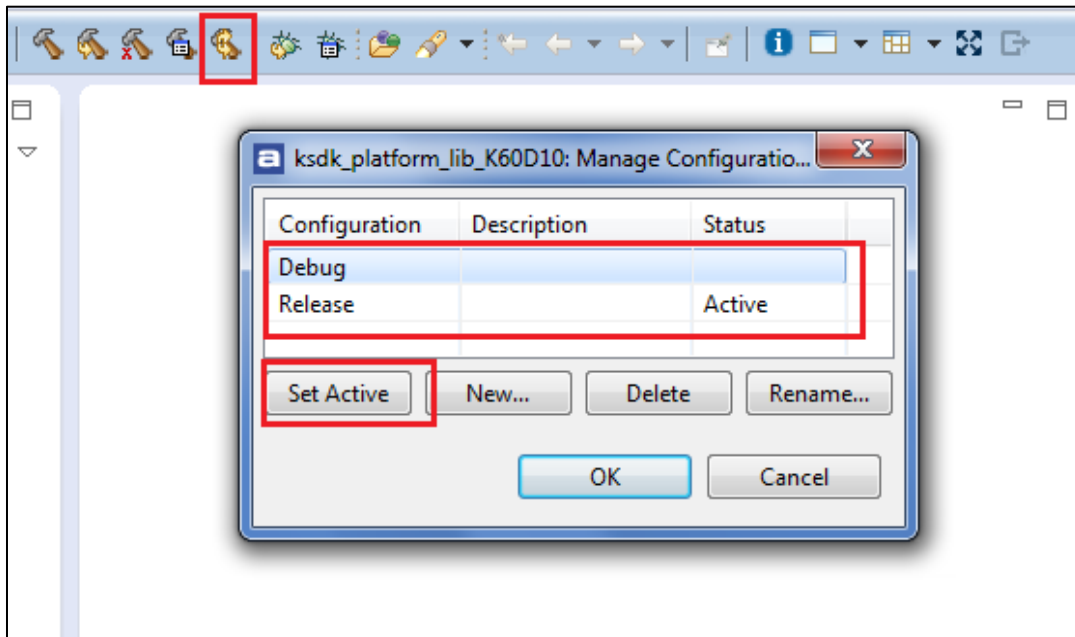 ksdk_platform_lib_K60D10: Manage Configuratio...
Configuration Description Status
Debug
Release Active
Set Active New... Delete Rename...
OK Cancel